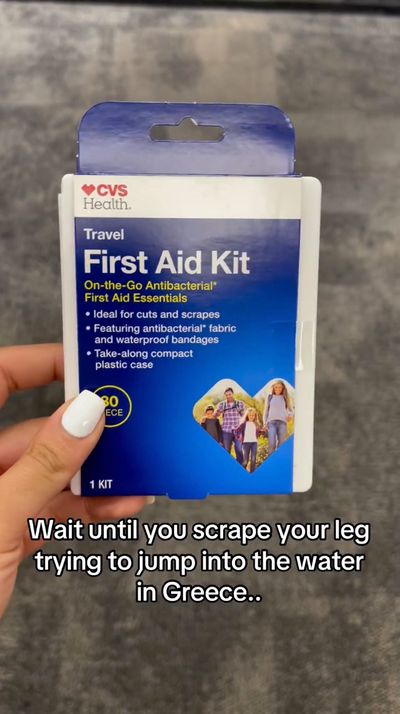 CVS
Health.
Travel
First Aid Kit
On-the-Go Antibacterial*
First Aid Essentials
• Ideal for cuts and scrapes
• Featuring antibacterial* fabric
and waterproof bandages
• Take-along compact
plastic case
1 KIT
Wait until you scrape your leg
trying to jump into the water
in Greece..